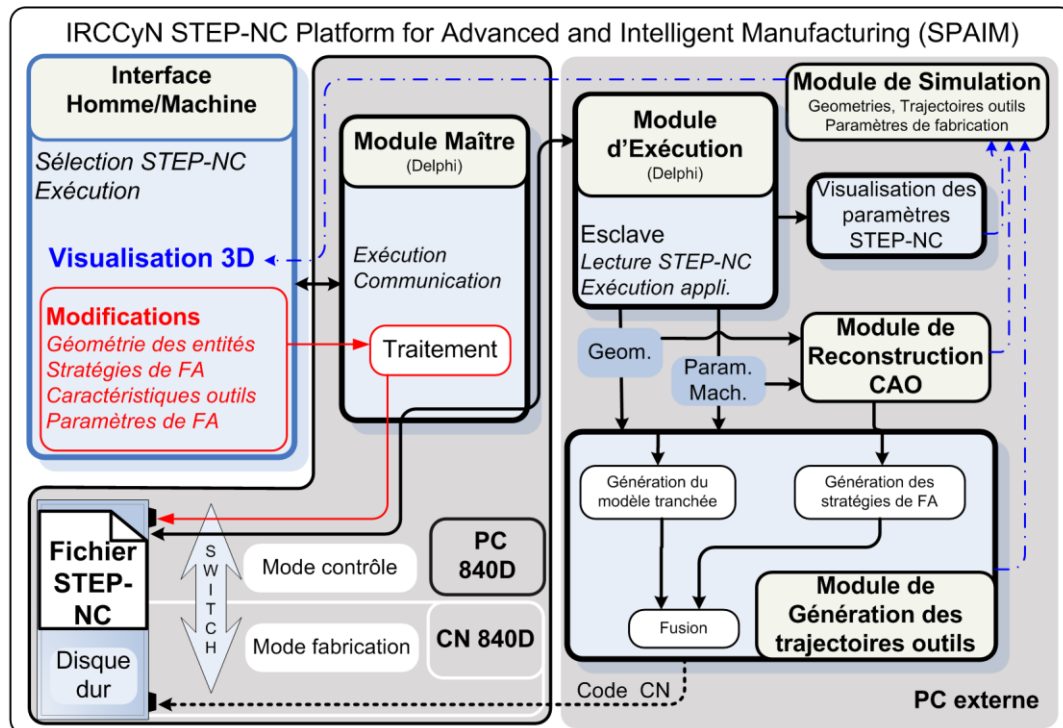 IRCCyN STEP-NC Platform for Advanced and Intelligent Manufacturing (SPAIM)
Interface
Homme/Machine
Sélection STEP-NC
Exécution
Visualisation 3D
Modifications
Géométrie des entités
Stratégies de FA
Caractéristiques outils
Paramètres de FA
Module Maître
(Delphi)
Exécution
Communication
Traitement
Module
d'Exécution
(Delphi)
Esclave
Lecture STEP-NC
Exécution appli.
Module de Simulation
Geometries, Trajectoires outils
Paramètres de fabrication
Visualisation des
paramètres
STEP-NC
Geom.
Param.
Mach.
Module de
Reconstruction
CAO
Génération du
modèle tranchée
Génération des
stratégies de FA
Fusion
Module de
Génération des
trajectoires outils
Fichier
STEP-
NC
Disque
dur
SWITCH
Mode contrôle
PC
840D
Mode fabrication
CN 840D
Code CN
PC externe